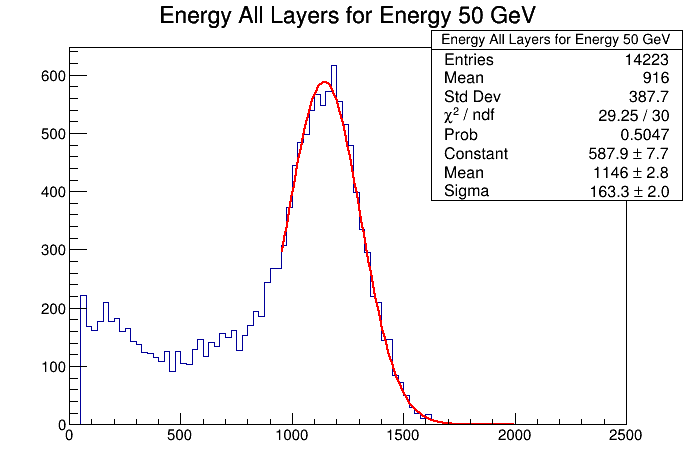 Energy All Layers for Energy 50 GeV
Energy All Layers for Energy 50 GeV
Entries 14223
Mean 916
Std Dev 387.7
χ² / ndf 29.25 / 30
Prob 0.5047
Constant 587.9 ± 7.7
Mean 1146 ± 2.8
Sigma 163.3 ± 2.0
600
500
400
300
200
100
0
0 500 1000 1500 2000 2500